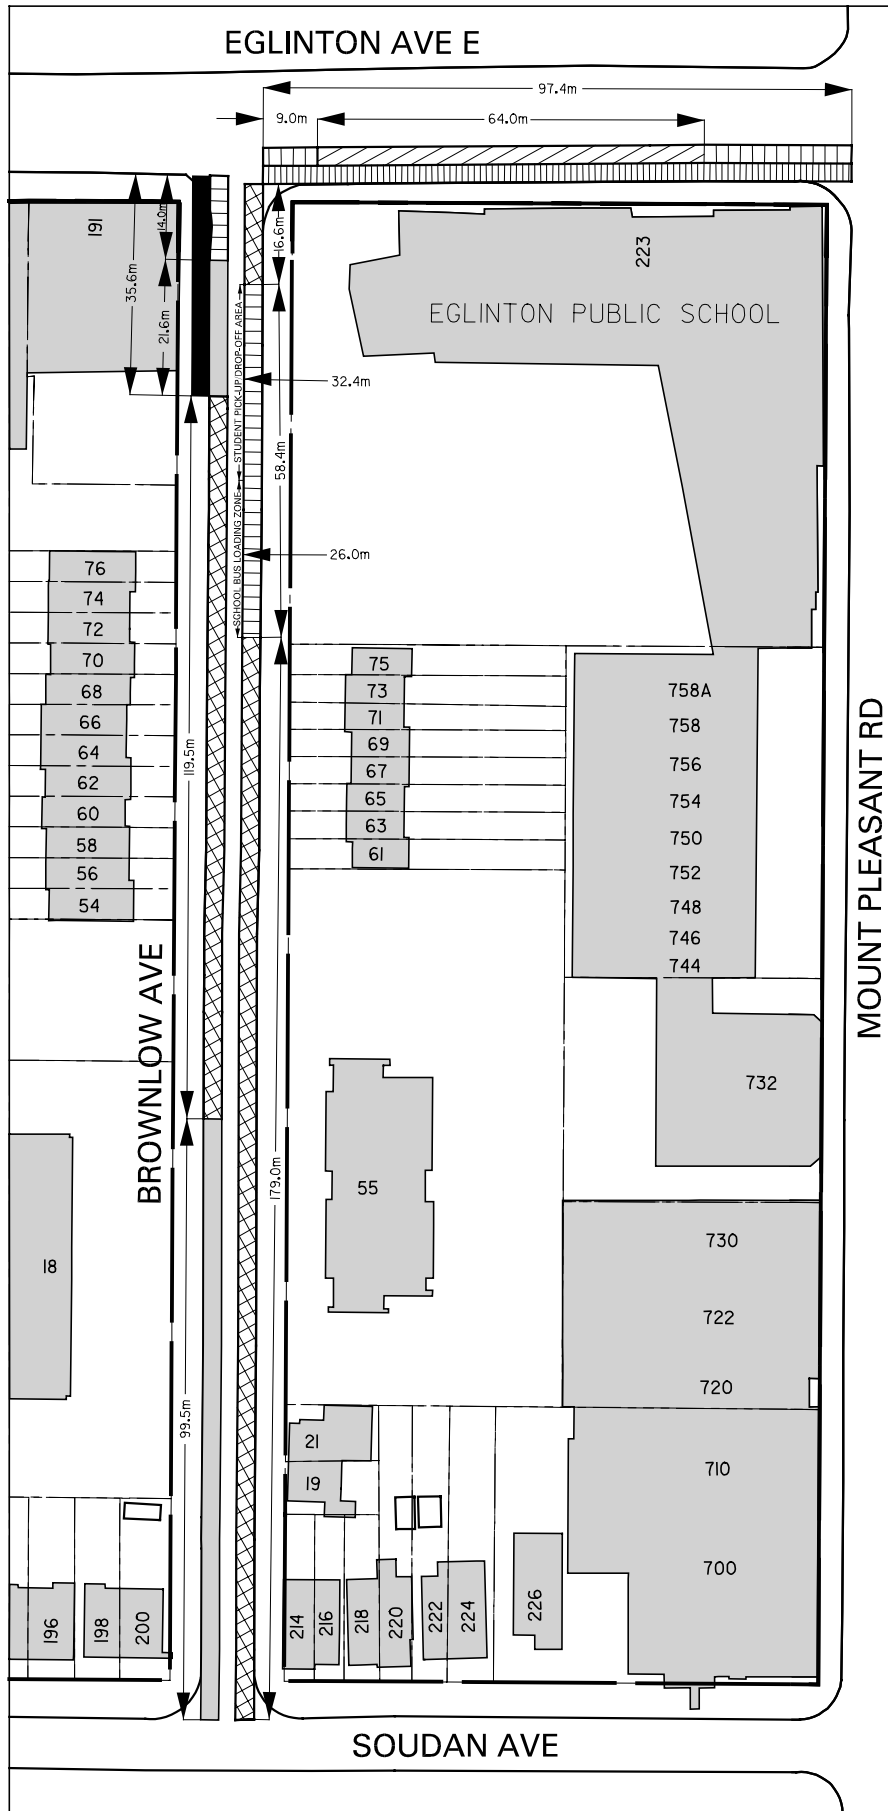 EGLINTON AVE E
97.4m
9.0m
64.0m
14.0m
16.6m
191
223
35.6m
21.6m
EGLINTON PUBLIC SCHOOL
STUDENT PICK-UP/DROP-OFF AREA
32.4m
58.4m
SCHOOL BUS LOADING ZONE
26.0m
76
74
72
70
68
66
64
62
60
58
56
54
75
73
71
69
67
65
63
61
758A
758
756
754
750
752
748
746
744
119.5m
MOUNT PLEASANT RD
BROWNLOW AVE
732
55
179.0m
18
730
722
720
99.5m
21
19
710
700
196
198
200
214
216
218
220
222
224
226
SOUDAN AVE